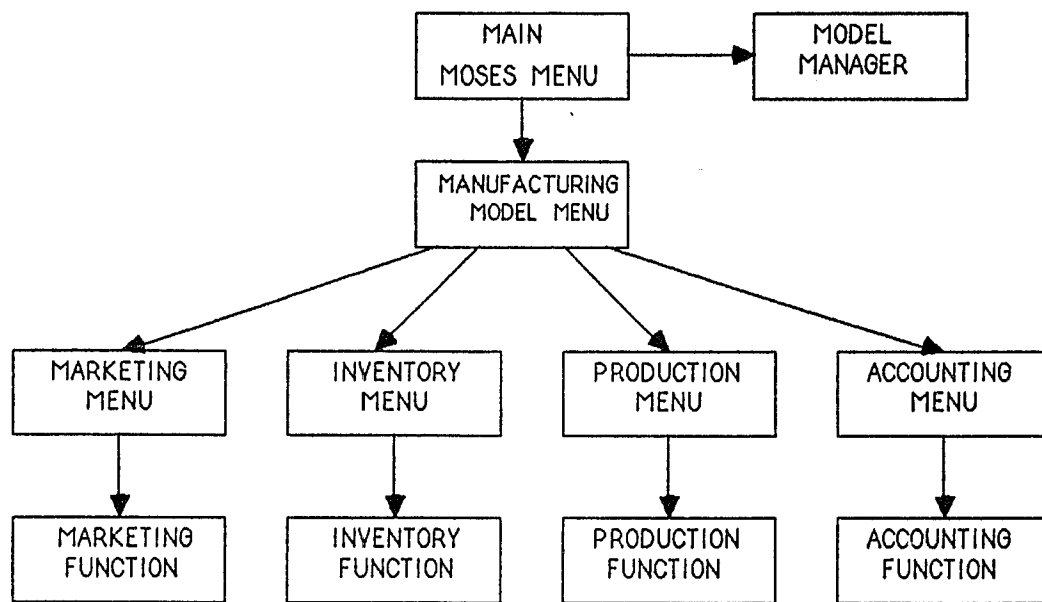 MAIN
MOSES MENU
MODEL
MANAGER
MANUFACTURING
MODEL MENU
MARKETING
MENU
INVENTORY
MENU
PRODUCTION
MENU
ACCOUNTING
MENU
MARKETING
FUNCTION
INVENTORY
FUNCTION
PRODUCTION
FUNCTION
ACCOUNTING
FUNCTION